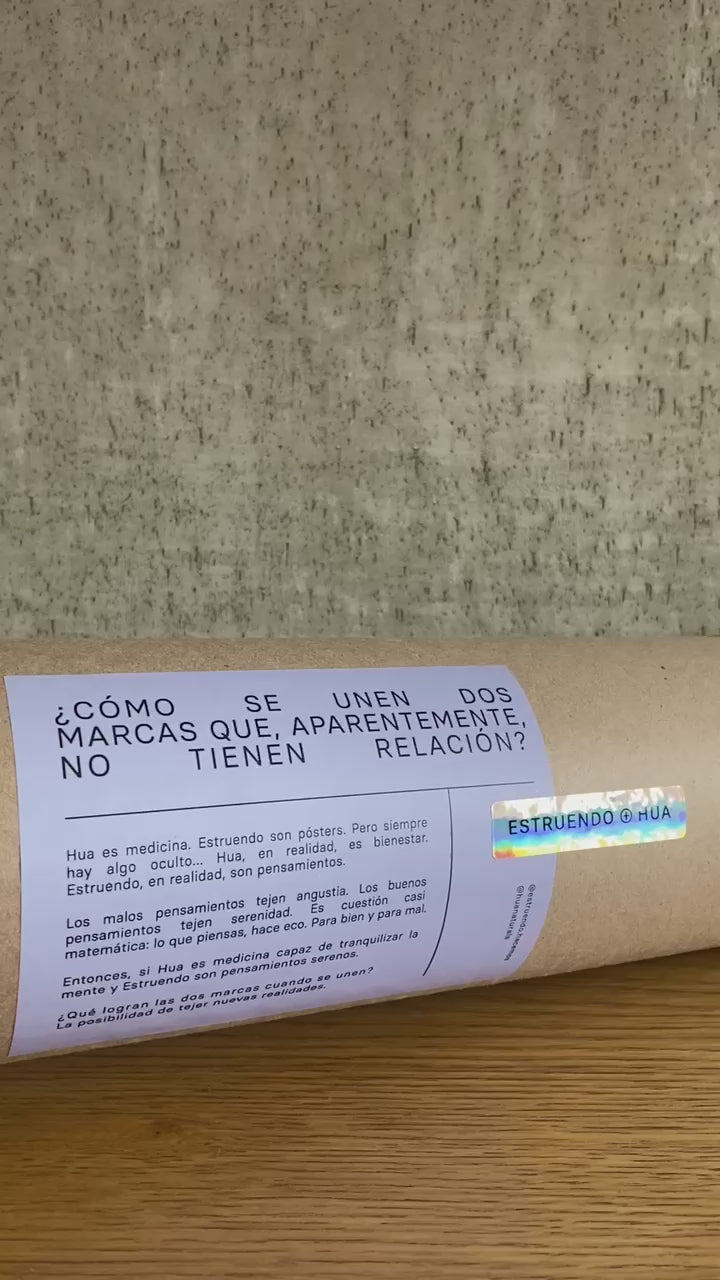 ¿CÓMO SE UNEN DOS
MARCAS QUE, APARENTEMENTE,
NO TIENEN RELACIÓN?
Hua es medicina. Estruendo son pósters. Pero siempre
hay algo oculto... Hua, en realidad, es bienestar.
Estruendo, en realidad, son pensamientos.
Los malos pensamientos tejen angustia. Los buenos
pensamientos tejen serenidad. Es cuestión casi
matemática: lo que piensas, hace eco. Para bien y para mal.
Entonces, si Hua es medicina capaz de tranquilizar la
mente y Estruendo son pensamientos serenos.
¿Qué logran las dos marcas cuando se unen?
La posibilidad de tejer nuevas realidades.
ESTRUENDO ⊕ HUA
@estruendo.hacemos
@huanaturals